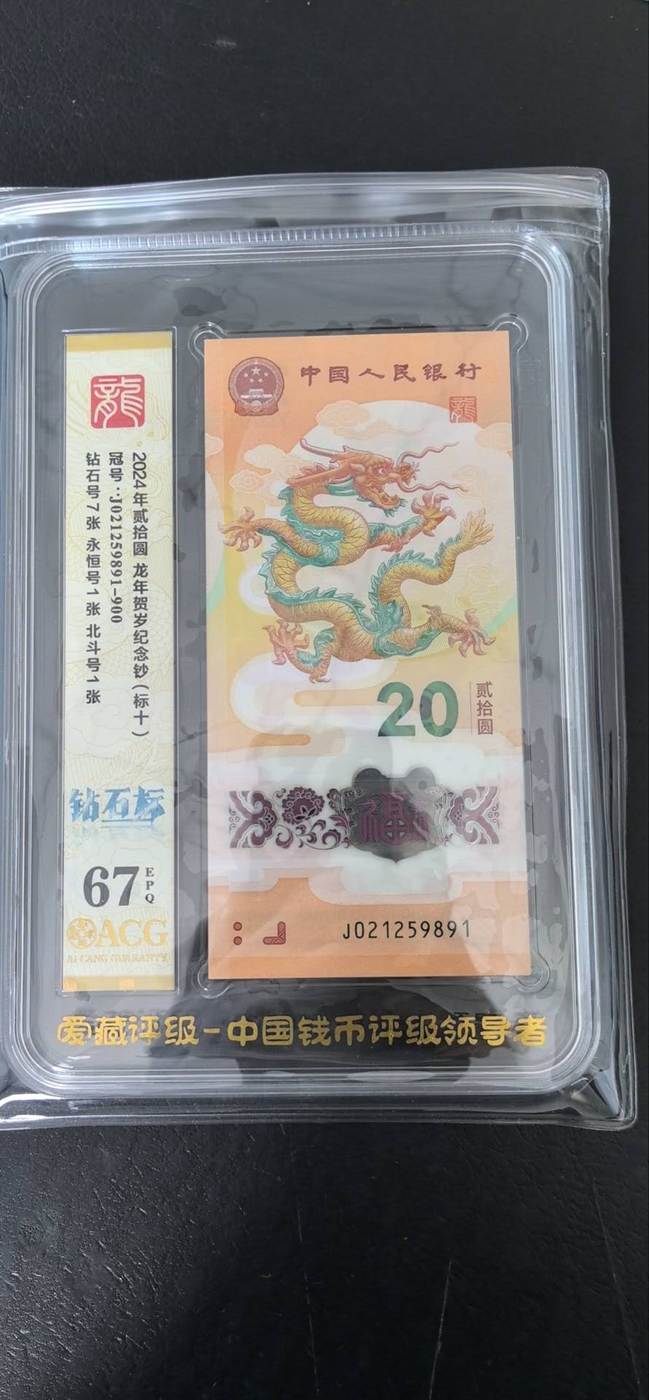 龍
2024年贰拾圆 龙年贺岁纪念钞(标十)
冠号:J021259891-900
钻石号7张 永恒号1张 北斗号1张
钻石标
67
EPQ
ACG
AI CANG GURRANTY
中国人民银行
龍
20
贰拾圆
福
J021259891
爱藏评级-中国钱币评级领导者